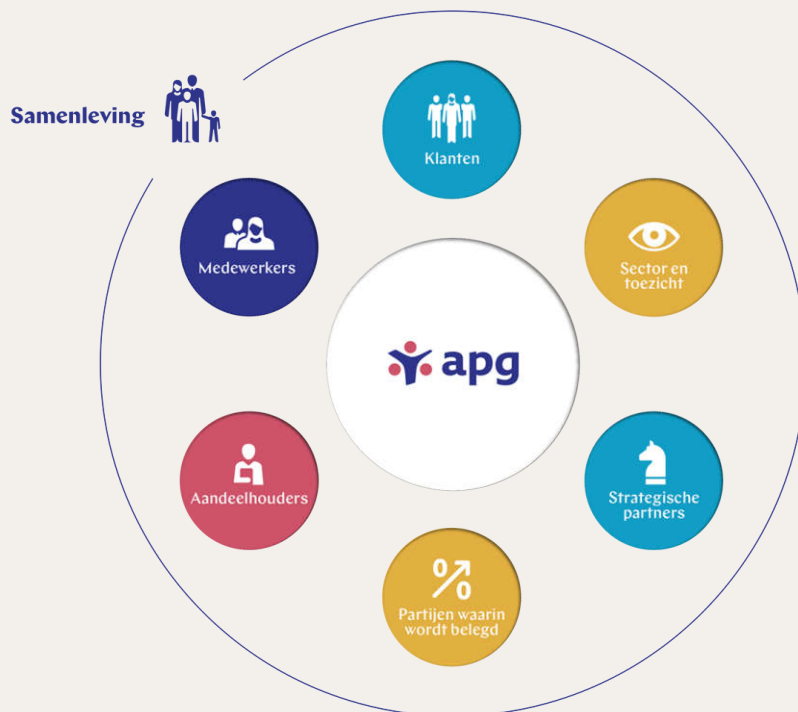 Samenleving
Klanten
Medewerkers
Sector en
toezicht
apg
Aandeelhouders
Strategische
partners
Partijen waarin
wordt belegd